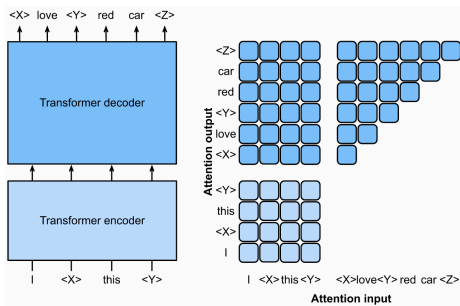 <X> love <Y> red car <Z>
Transformer decoder
Transformer encoder
I <X> this <Y>
Attention output
<Z>
car
red
<Y>
love
<X>
<Y>
this
<X>
I
I <X> this <Y>
<X> love <Y> red car <Z>
Attention input